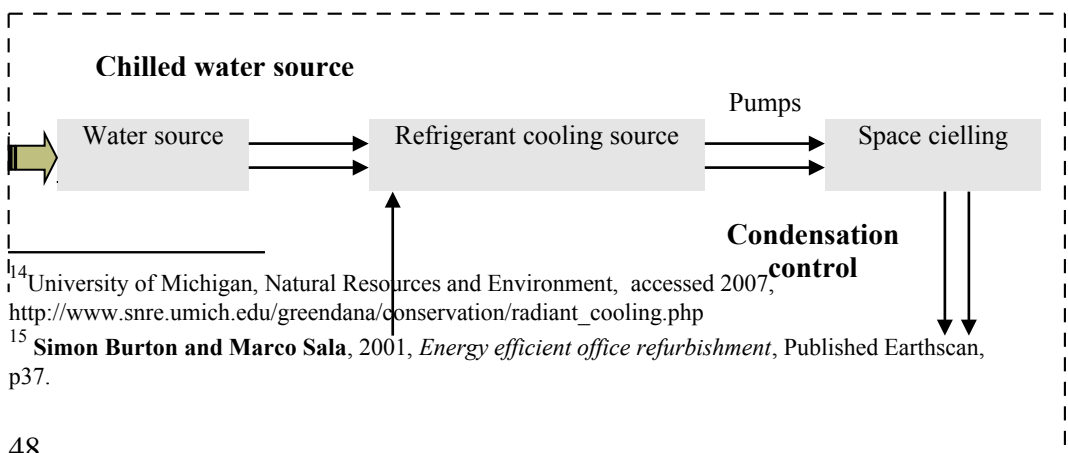 Chilled water source
Pumps
Water source
Refrigerant cooling source
Space cielling
Condensation
control
14University of Michigan, Natural Resources and Environment, accessed 2007,
http://www.snre.umich.edu/greendana/conservation/radiant_cooling.php
15 Simon Burton and Marco Sala, 2001, Energy efficient office refurbishment, Published Earthscan,
p37.
48